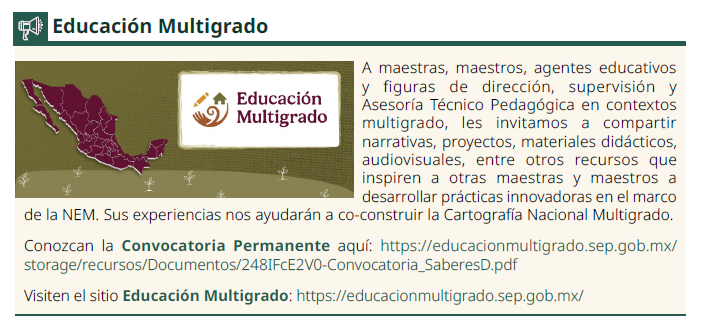 Educación Multigrado
Educación
Multigrado
A maestras, maestros, agentes educativos
y figuras de dirección, supervisión y
Asesoría Técnico Pedagógica en contextos
multigrado, les invitamos a compartir
narrativas, proyectos, materiales didácticos,
audiovisuales, entre otros recursos que
inspiren a otras maestras y maestros a
desarrollar prácticas innovadoras en el marco
de la NEM. Sus experiencias nos ayudarán a co-construir la Cartografía Nacional Multigrado.
Conozcan la Convocatoria Permanente aquí: https://educacionmultigrado.sep.gob.mx/
storage/recursos/Documentos/248IFcE2V0-Convocatoria_SaberesD.pdf
Visiten el sitio Educación Multigrado: https://educacionmultigrado.sep.gob.mx/